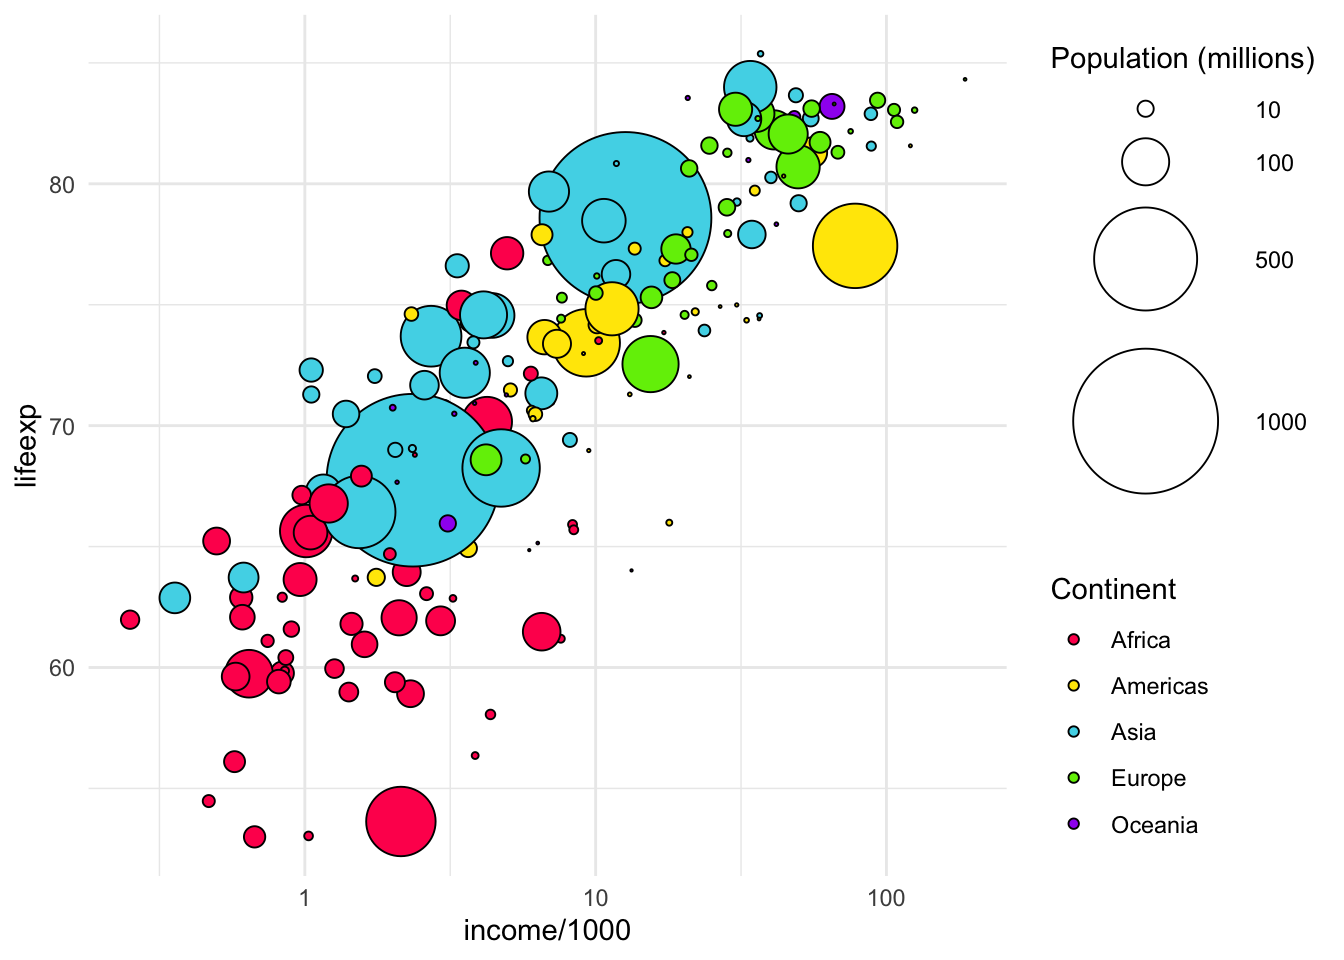 80
70
60
lifeexp
1
10
100
income/1000
Population (millions)
10
100
500
1000
Continent
Africa
Americas
Asia
Europe
Oceania